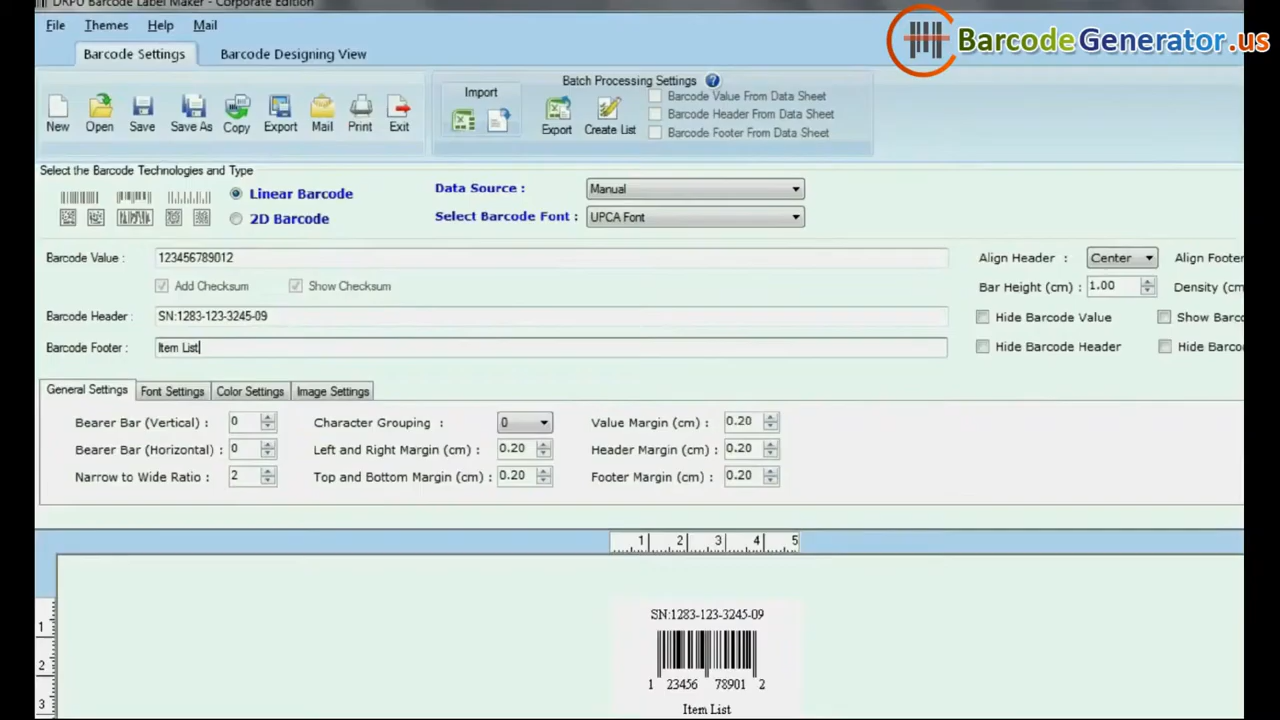 DRPU Barcode Label Maker - Corporate Edition
BarcodeGenerator.us
File Themes Help Mail
Barcode Settings Barcode Designing View
Import
Batch Processing Settings ?
New Open Save Save As Copy Export Mail Print Exit
Export Create List
Barcode Value From Data Sheet
Barcode Header From Data Sheet
Barcode Footer From Data Sheet
Select the Barcode Technologies and Type
Linear Barcode
2D Barcode
Data Source : Manual
Select Barcode Font : UPCA Font
Barcode Value : 123456789012
Add Checksum Show Checksum
Barcode Header : SN:1283-123-3245-09
Barcode Footer : Item List
Align Header : Center Align Footer
Bar Height (cm) : 1.00 Density (cm
Hide Barcode Value Show Barc
Hide Barcode Header Hide Barco
General Settings Font Settings Color Settings Image Settings
Bearer Bar (Vertical) : 0 Character Grouping : 0 Value Margin (cm) : 0.20
Bearer Bar (Horizontal) : 0 Left and Right Margin (cm) : 0.20 Header Margin (cm) : 0.20
Narrow to Wide Ratio : 2 Top and Bottom Margin (cm) : 0.20 Footer Margin (cm) : 0.20
1 2 3 4 5
1
2
3
SN:1283-123-3245-09
1 23456 78901 2
Item List